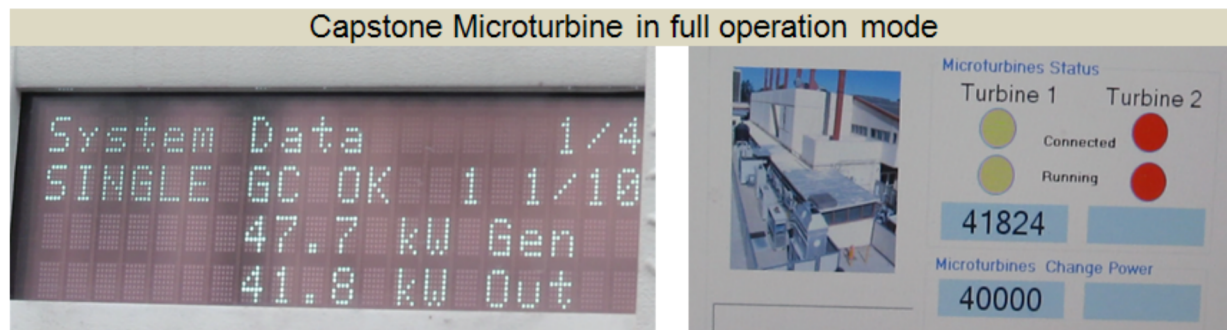 Capstone Microturbine in full operation mode
System Data 1/4
SINGLE GC OK 1 1/10
47.7 kW Gen
41.8 kW Out
Microturbines Status
Turbine 1 Turbine 2
Connected
Running
41824
Microturbines Change Power
40000